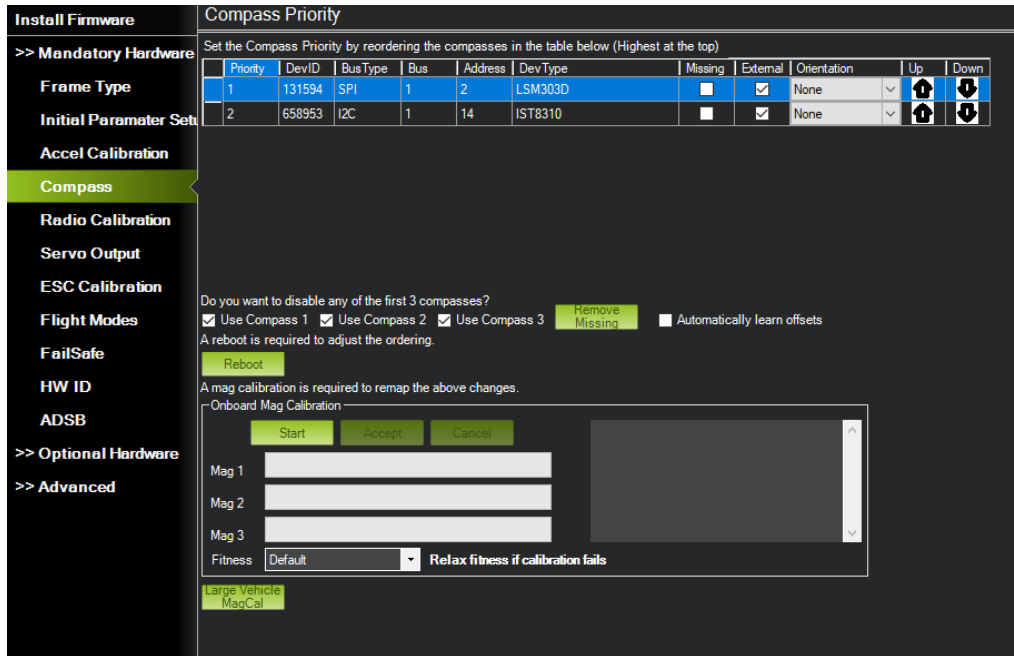 Install Firmware
>> Mandatory Hardware
Frame Type
Initial Paramater Setu
Accel Calibration
Compass
Radio Calibration
Servo Output
ESC Calibration
Flight Modes
FailSafe
HW ID
ADSB
>> Optional Hardware
>> Advanced
Compass Priority
Set the Compass Priority by reordering the compasses in the table below (Highest at the top)
Priority DevID BusType Bus Address DevType Missing External Orientation Up Down
1 131594 SPI 1 2 LSM303D None
2 658953 I2C 1 14 IST8310 None
Do you want to disable any of the first 3 compasses?
Use Compass 1 Use Compass 2 Use Compass 3 Remove Missing Automatically learn offsets
A reboot is required to adjust the ordering.
Reboot
A mag calibration is required to remap the above changes.
Onboard Mag Calibration
Start Accept Cancel
Mag 1
Mag 2
Mag 3
Fitness Default Relax fitness if calibration fails
Large Vehicle
MagCal